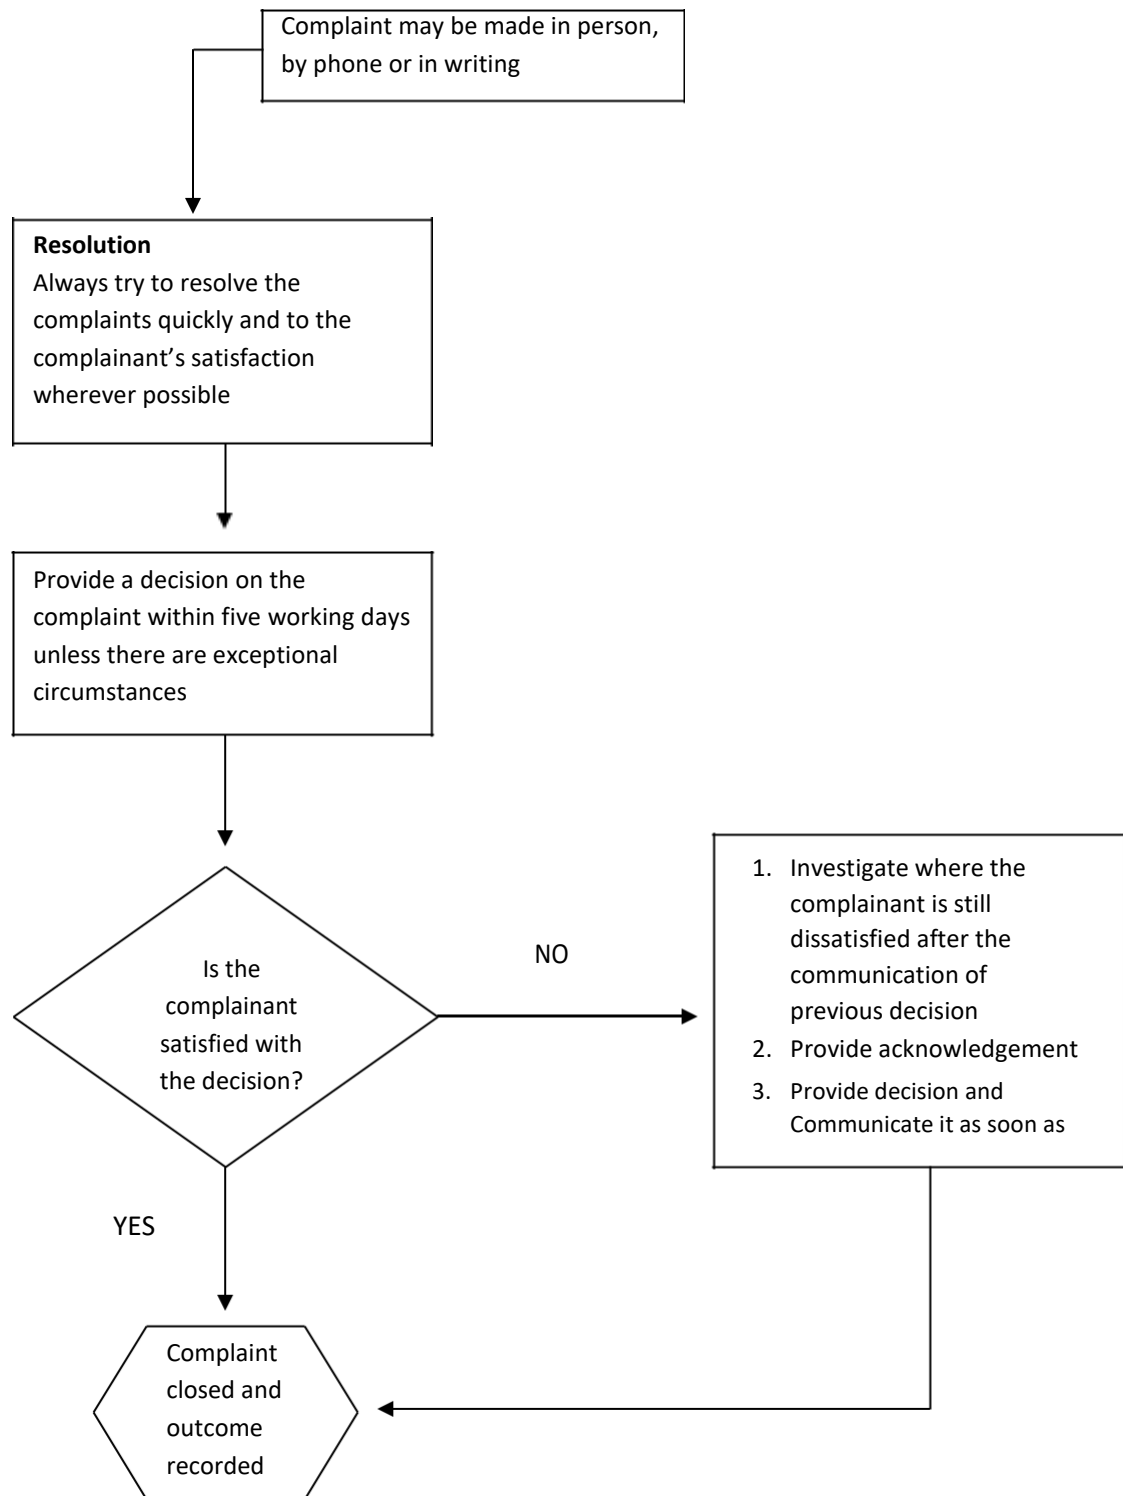 Complaint may be made in person,
by phone or in writing
Resolution
Always try to resolve the
complaints quickly and to the
complainant’s satisfaction
wherever possible
Provide a decision on the
complaint within five working days
unless there are exceptional
circumstances
Is the
complainant
satisfied with
the decision?
NO
1. Investigate where the
complainant is still
dissatisfied after the
communication of
previous decision
2. Provide acknowledgement
3. Provide decision and
Communicate it as soon as
YES
Complaint
closed and
outcome
recorded